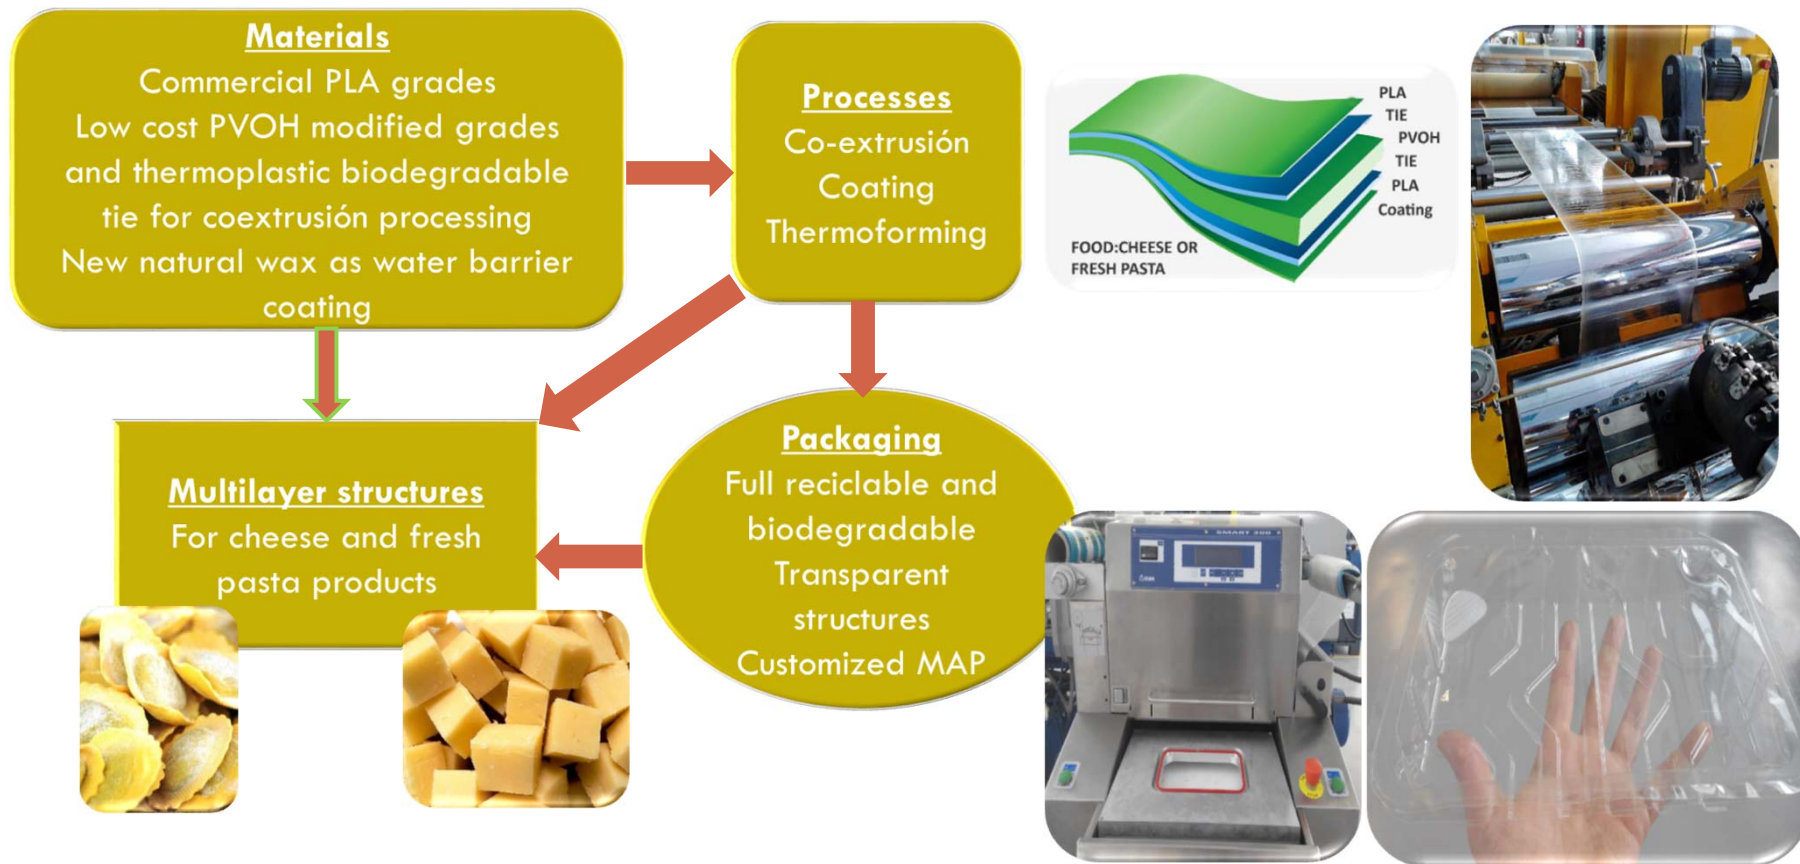 Materials
Commercial PLA grades
Low cost PVOH modified grades
and thermoplastic biodegradable
tie for coextrusión processing
New natural wax as water barrier
coating
Processes
Co-extrusión
Coating
Thermoforming
PLA
TIE
PVOH
TIE
PLA
Coating
FOOD:CHEESE OR
FRESH PASTA
Multilayer structures
For cheese and fresh
pasta products
Packaging
Full reciclable and
biodegradable
Transparent
structures
Customized MAP
SMART 300